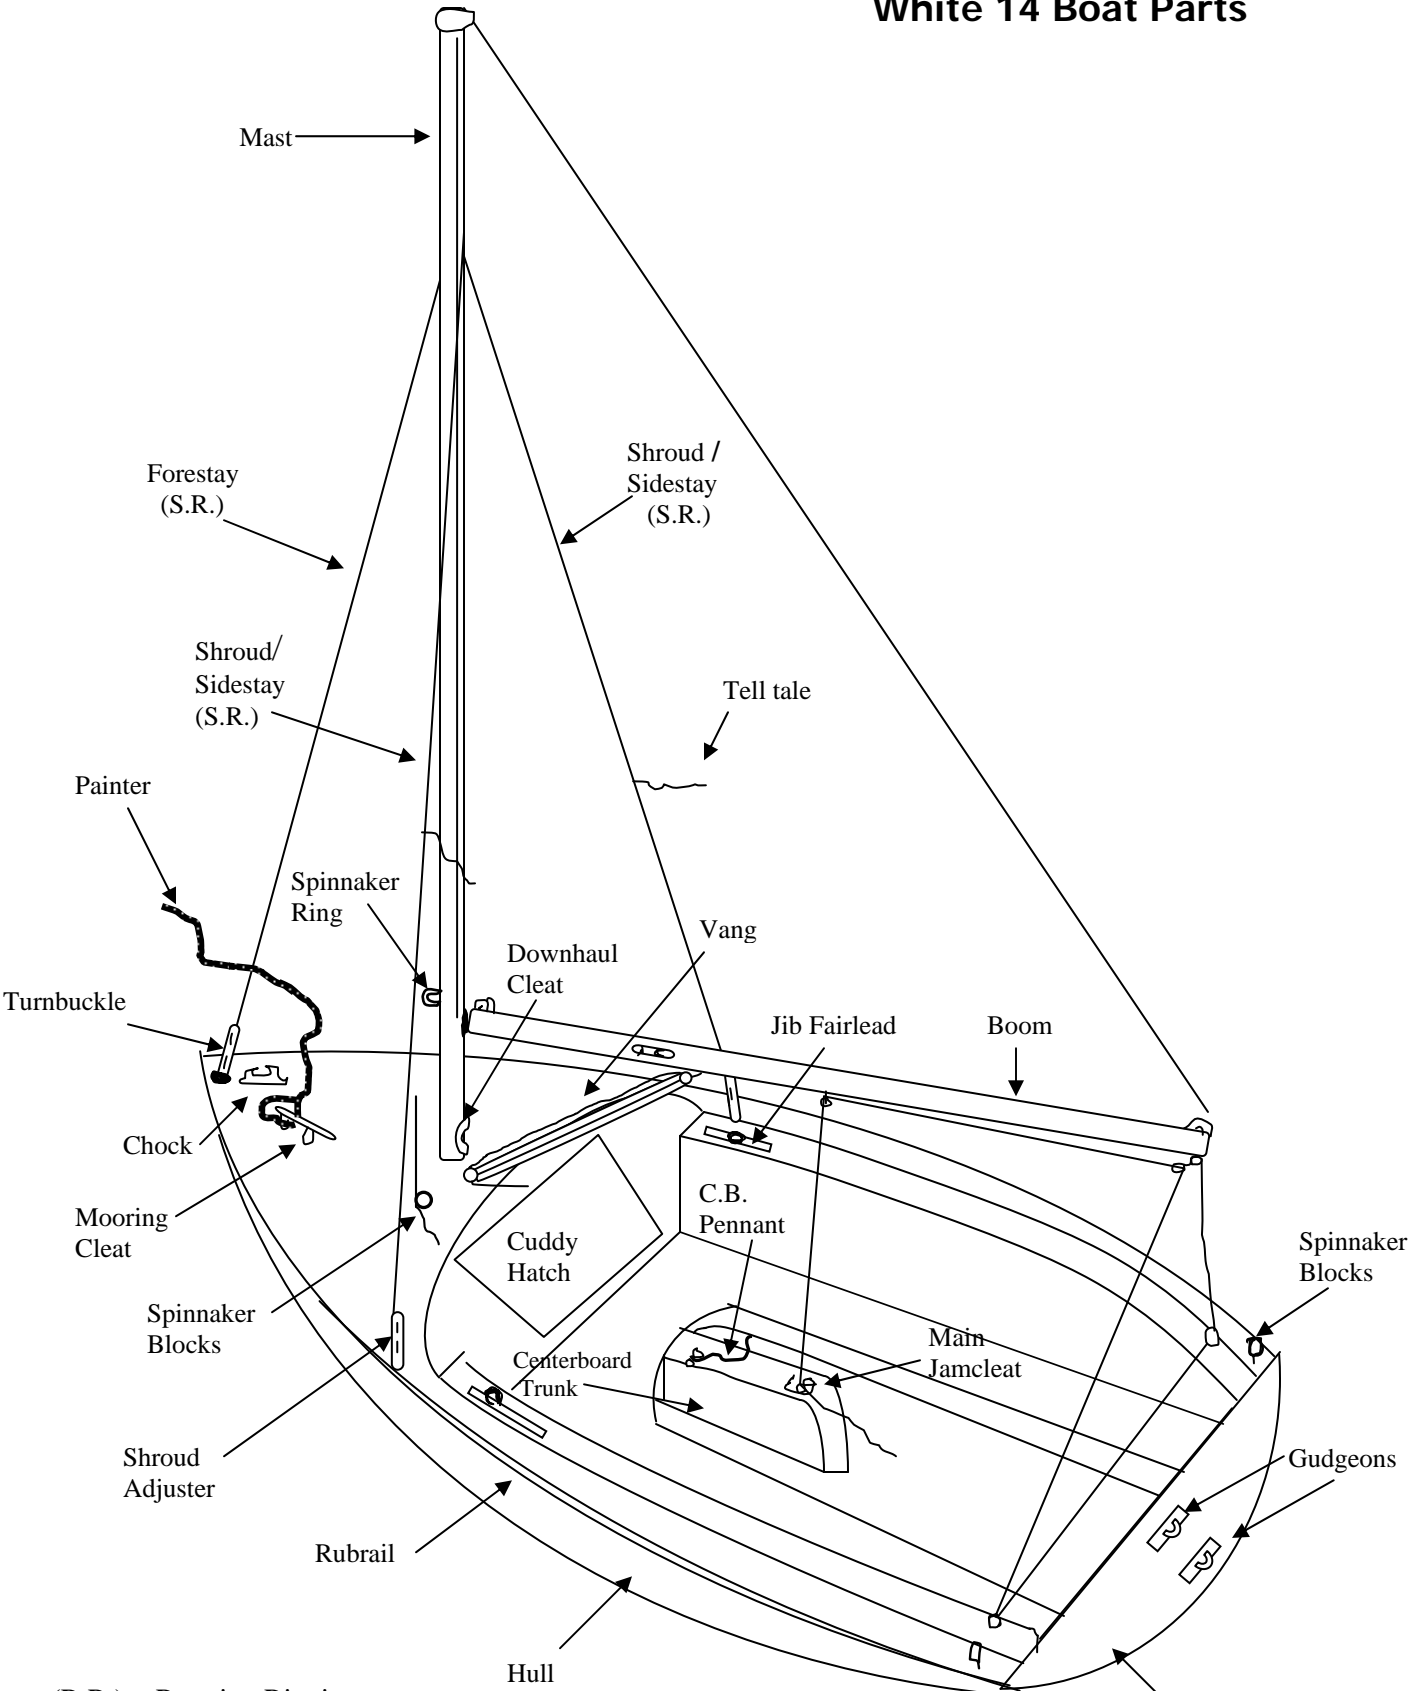 White 14 Boat Parts
Mast
Shroud /
Sidestay
(S.R.)
Forestay
(S.R.)
Shroud/
Sidestay
(S.R.)
Tell tale
Painter
Spinnaker
Ring
Vang
Downhaul
Cleat
Turnbuckle
Jib Fairlead
Boom
Chock
C.B.
Pennant
Mooring
Cleat
Cuddy
Hatch
Spinnaker
Blocks
Spinnaker
Blocks
Main
Jamcleat
Centerboard
Trunk
Shroud
Adjuster
Gudgeons
Rubrail
Hull